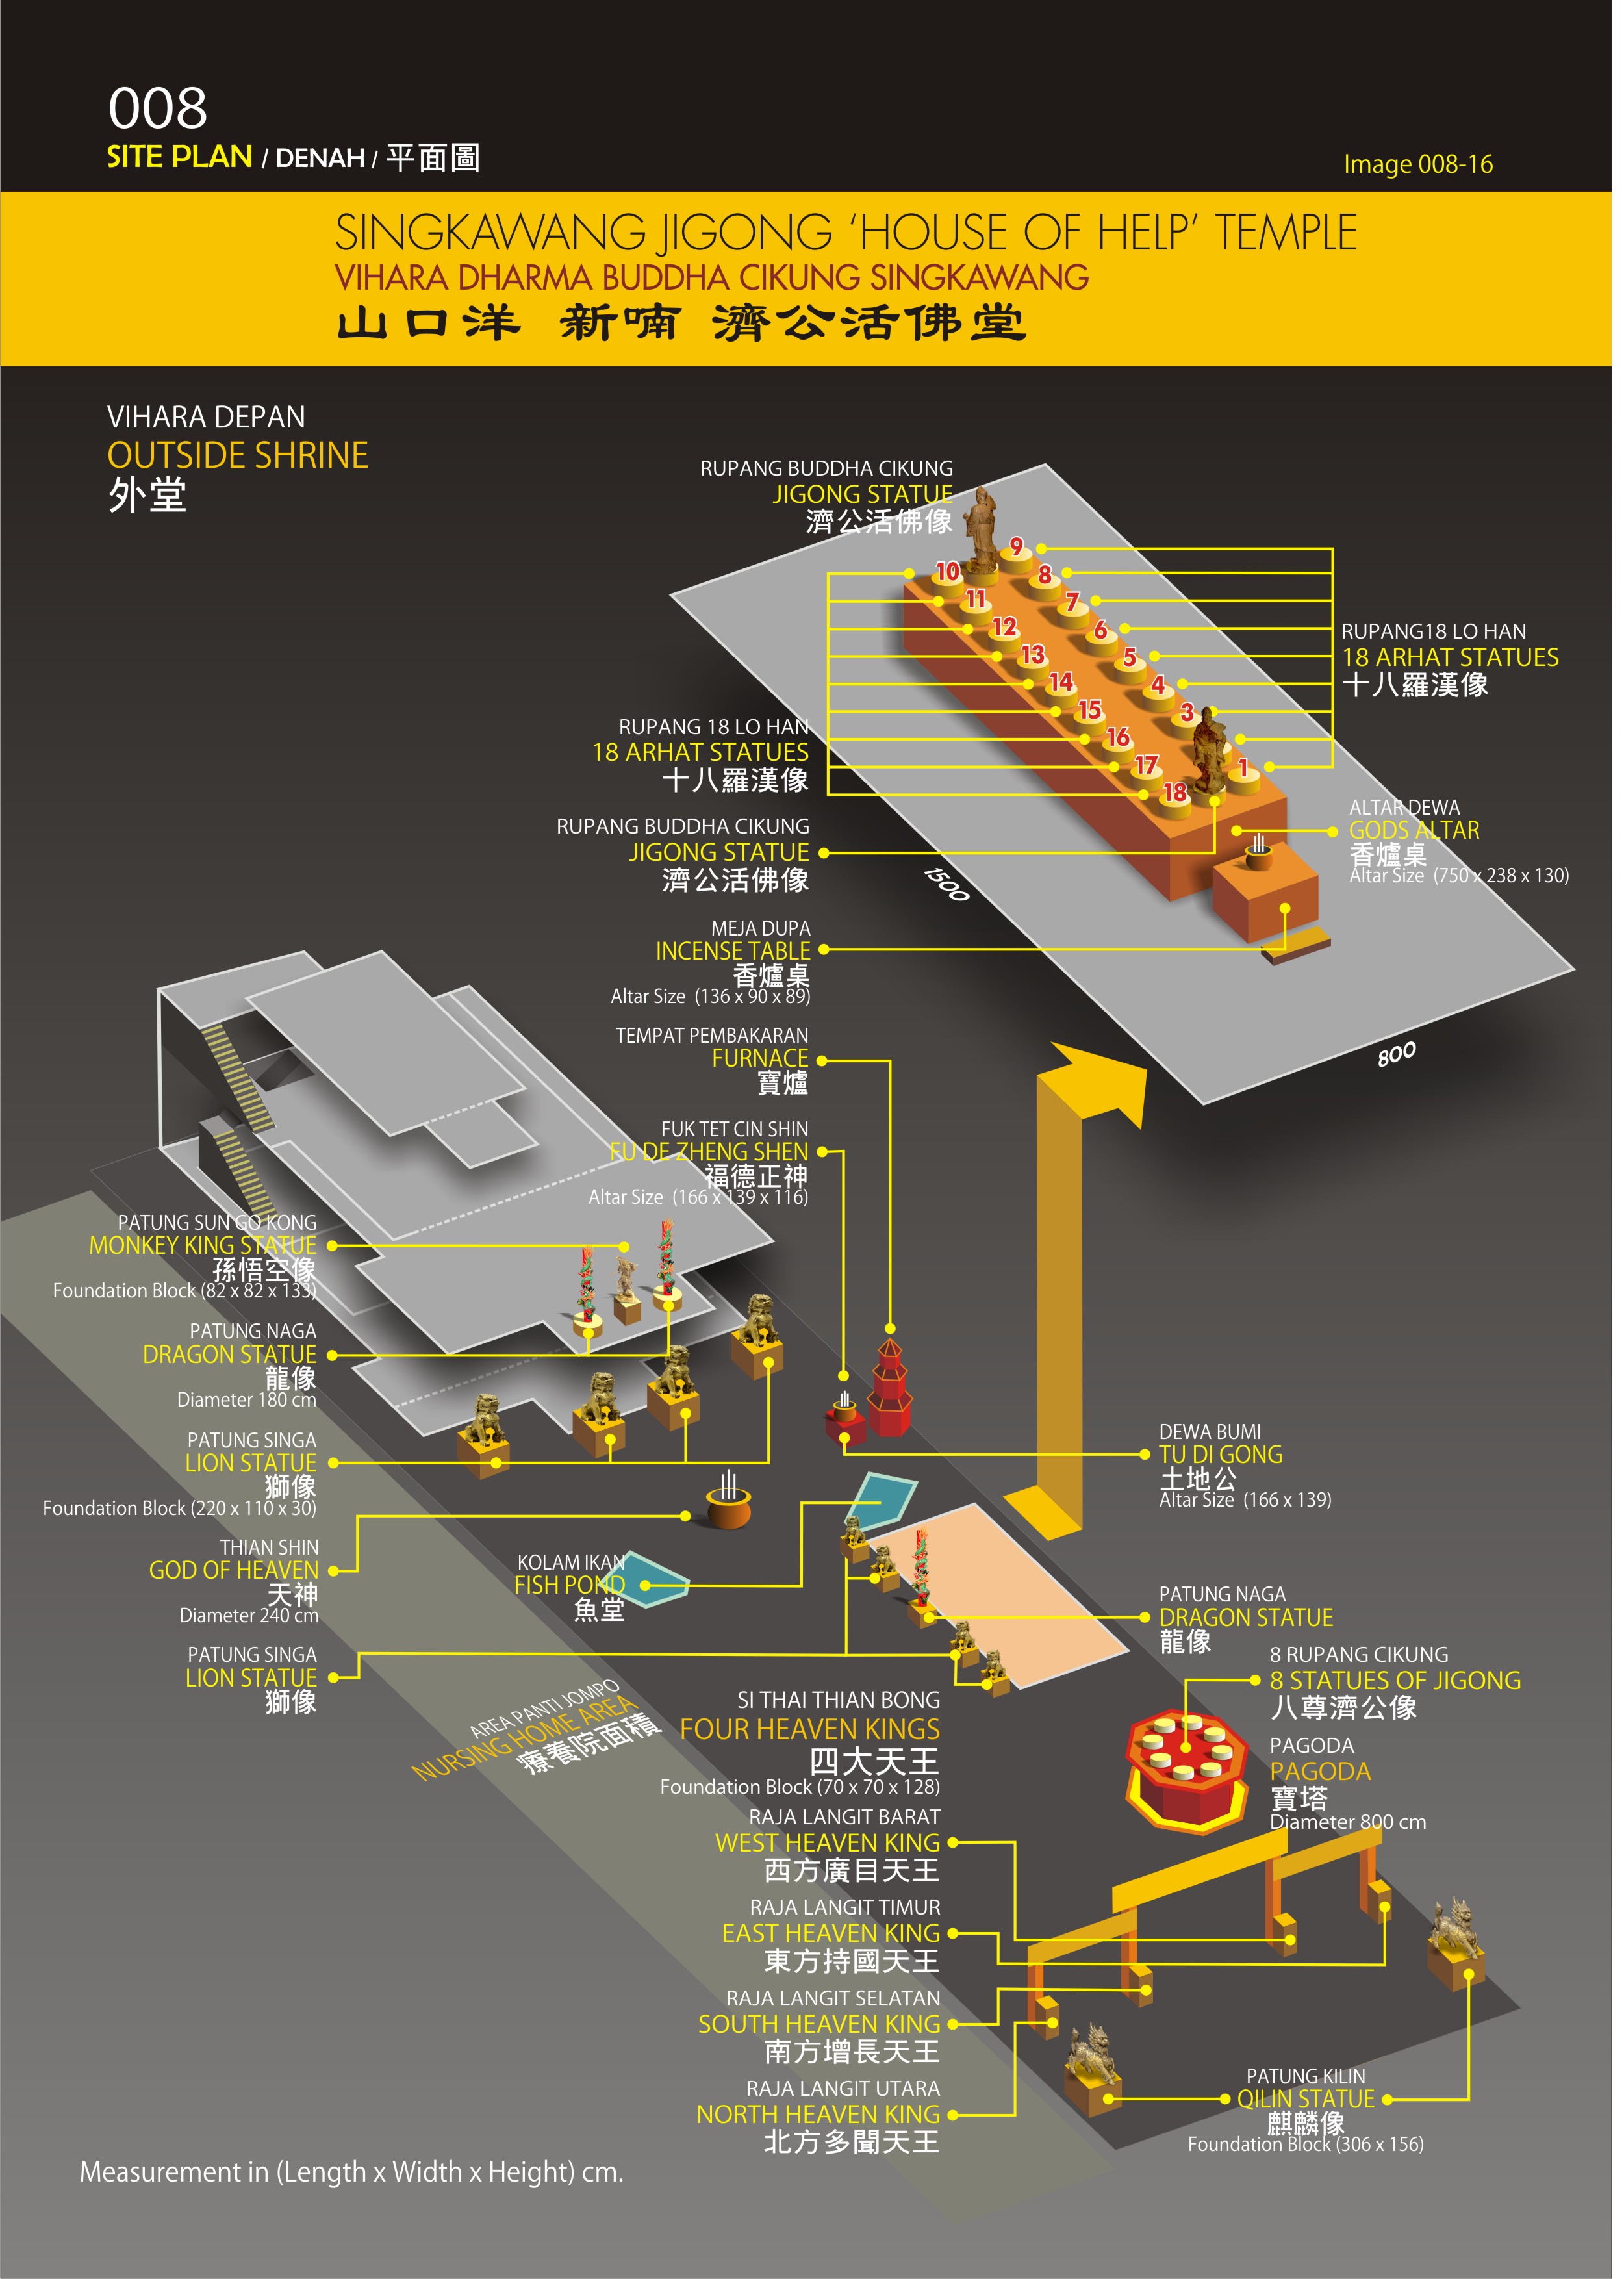 008
SITE PLAN / DENAH / 平面圖
Image 008-16
SINGKAWANG JIGONG ‘HOUSE OF HELP’ TEMPLE
VIHARA DHARMA BUDDHA CIKUNG SINGKAWANG
山口洋 新喃 濟公活佛堂
VIHARA DEPAN
OUTSIDE SHRINE
外堂
RUPANG BUDDHA CIKUNG
JIGONG STATUE
濟公活佛像
9
10
8
11
7
12
6
13
5
14
4
15
3
16
17
1
18
RUPANG18 LO HAN
18 ARHAT STATUES
十八羅漢像
RUPANG 18 LO HAN
18 ARHAT STATUES
十八羅漢像
RUPANG BUDDHA CIKUNG
JIGONG STATUE
濟公活佛像
ALTAR DEWA
GODS ALTAR
香爐桌
Altar Size (750 x 238 x 130)
1500
800
MEJA DUPA
INCENSE TABLE
香爐桌
Altar Size (136 x 90 x 89)
TEMPAT PEMBAKARAN
FURNACE
寶爐
FUK TET CIN SHIN
FU DE ZHENG SHEN
福德正神
Altar Size (166 x 139 x 116)
PATUNG SUN GO KONG
MONKEY KING STATUE
孫悟空像
Foundation Block (82 x 82 x 133)
PATUNG NAGA
DRAGON STATUE
龍像
Diameter 180 cm
PATUNG SINGA
LION STATUE
獅像
Foundation Block (220 x 110 x 30)
THIAN SHIN
GOD OF HEAVEN
天神
Diameter 240 cm
PATUNG SINGA
LION STATUE
獅像
KOLAM IKAN
FISH POND
魚堂
DEWA BUMI
TU DI GONG
土地公
Altar Size (166 x 139)
PATUNG NAGA
DRAGON STATUE
龍像
8 RUPANG CIKUNG
8 STATUES OF JIGONG
八尊濟公像
PAGODA
PAGODA
寶塔
Diameter 800 cm
AREA PANTI JOMPO
NURSING HOME AREA
療養院面積
SI THAI THIAN BONG
FOUR HEAVEN KINGS
四大天王
Foundation Block (70 x 70 x 128)
RAJA LANGIT BARAT
WEST HEAVEN KING
西方廣目天王
RAJA LANGIT TIMUR
EAST HEAVEN KING
東方持國天王
RAJA LANGIT SELATAN
SOUTH HEAVEN KING
南方增長天王
RAJA LANGIT UTARA
NORTH HEAVEN KING
北方多聞天王
PATUNG KILIN
QILIN STATUE
麒麟像
Foundation Block (306 x 156)
Measurement in (Length x Width x Height) cm.